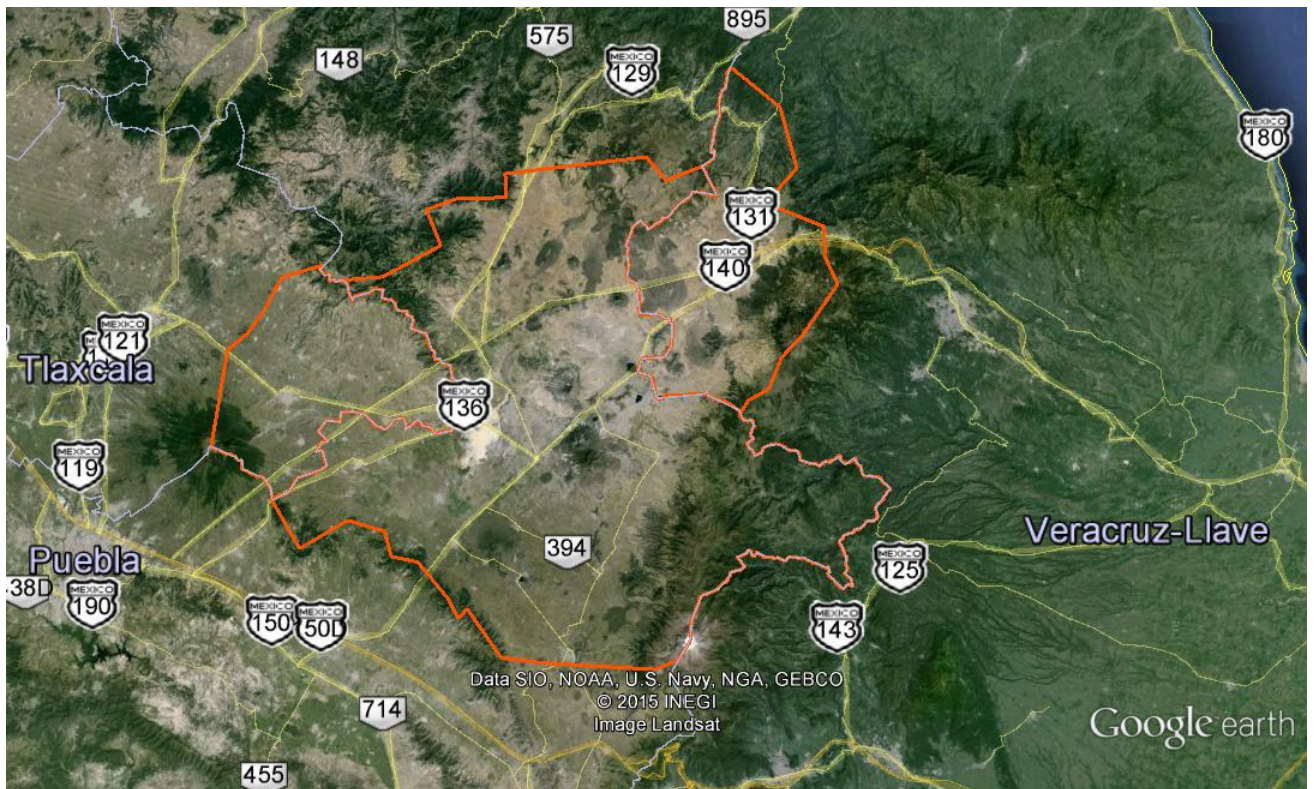 895
575
148
MEXICO
129
MEXICO
180
MEXICO
131
MEXICO
140
MEXICO
121
Tlaxcala
MEXICO
136
MEXICO
119
Veracruz-Llave
394
Puebla
MEXICO
125
38D
MEXICO
190
MEXICO
150
MEXICO
50D
MEXICO
143
Data SIO, NOAA, U.S. Navy, NGA, GEBCO
© 2015 INEGI
Image Landsat
714
Google earth
455